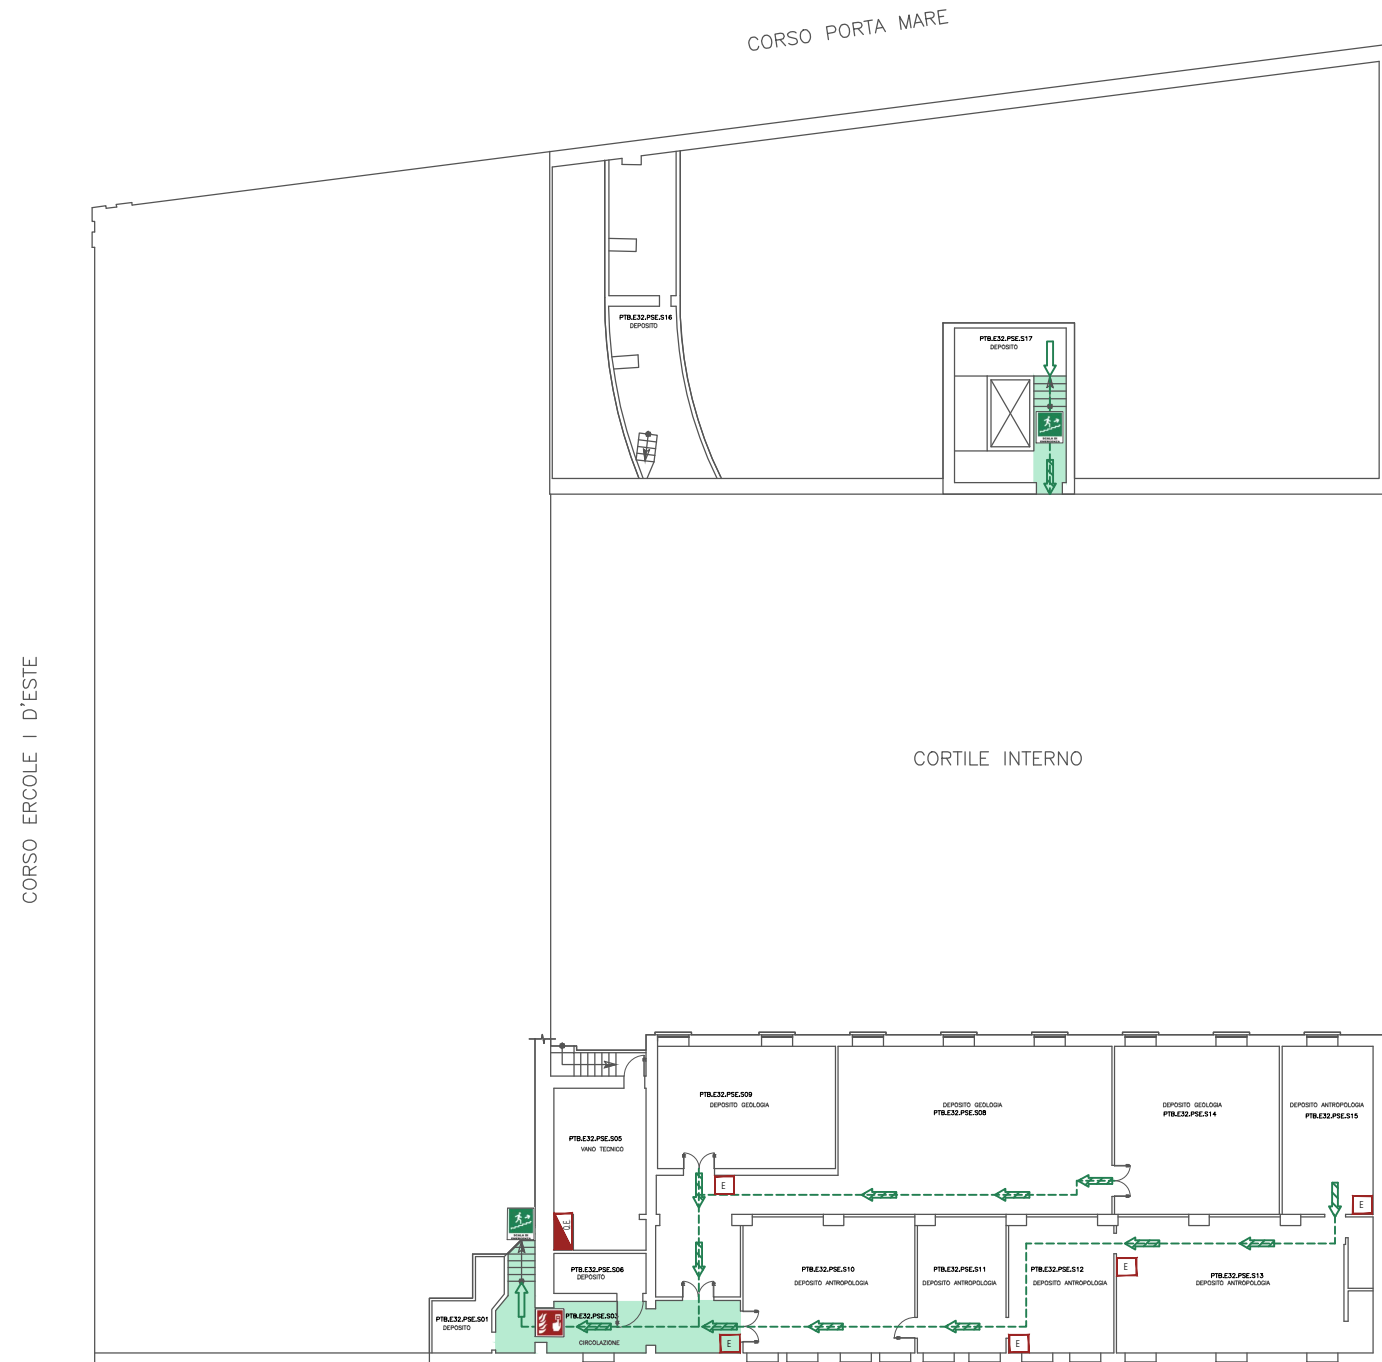 CORSO PORTA MARE
PTB.E32.PSE.S16
DEPOSITO
PTB.E32.PSE.S17
DEPOSITO
CORSO ERCOLE I D'ESTE
CORTILE INTERNO
PTB.E32.PSE.S09
DEPOSITO GEOLOGIA
DEPOSITO GEOLOGIA
PTB.E32.PSE.S08
DEPOSITO GEOLOGIA
PTB.E32.PSE.S14
DEPOSITO ANTROPOLOGIA
PTB.E32.PSE.S15
PTB.E32.PSE.S05
VANO TECNICO
E
E
Q.E.
PTB.E32.PSE.S06
DEPOSITO
PTB.E32.PSE.S10
DEPOSITO ANTROPOLOGIA
PTB.E32.PSE.S11
DEPOSITO ANTROPOLOGIA
PTB.E32.PSE.S12
DEPOSITO ANTROPOLOGIA
E
PTB.E32.PSE.S13
DEPOSITO ANTROPOLOGIA
PTB.E32.PSE.S01
DEPOSITO
PTB.E32.PSE.S03
CIRCOLAZIONE
E
E